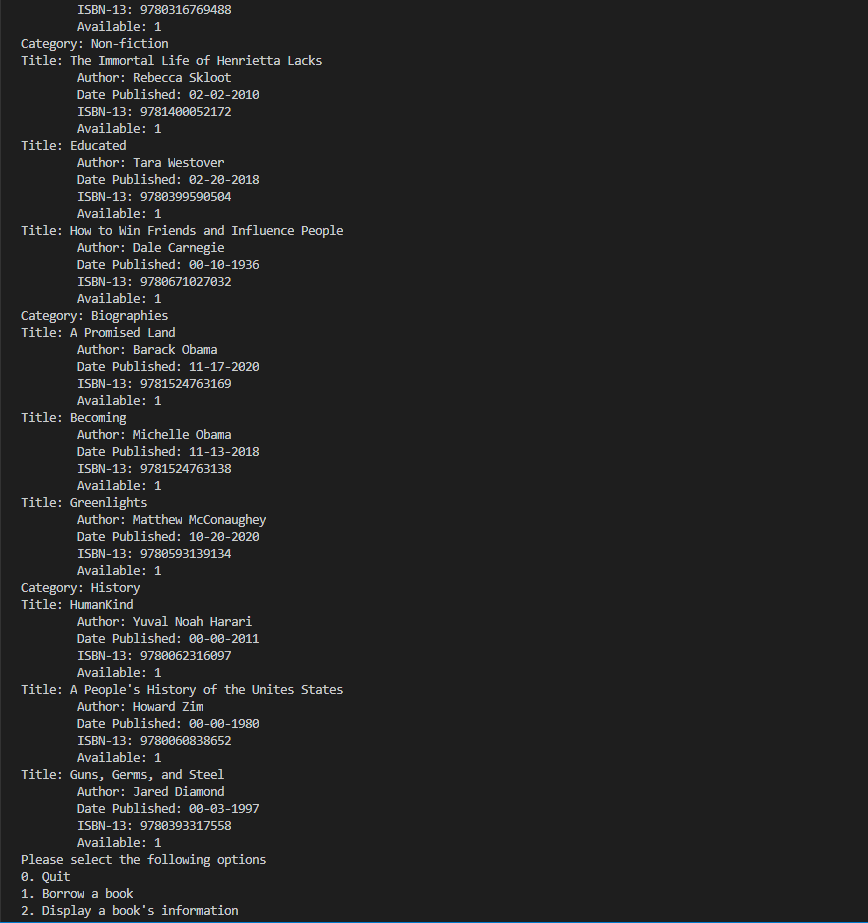 ISBN-13: 9780316769488
Available: 1
Category: Non-fiction
Title: The Immortal Life of Henrietta Lacks
Author: Rebecca Skloot
Date Published: 02-02-2010
ISBN-13: 9781400052172
Available: 1
Title: Educated
Author: Tara Westover
Date Published: 02-20-2018
ISBN-13: 9780399590504
Available: 1
Title: How to Win Friends and Influence People
Author: Dale Carnegie
Date Published: 00-10-1936
ISBN-13: 9780671027032
Available: 1
Category: Biographies
Title: A Promised Land
Author: Barack Obama
Date Published: 11-17-2020
ISBN-13: 9781524763169
Available: 1
Title: Becoming
Author: Michelle Obama
Date Published: 11-13-2018
ISBN-13: 9781524763138
Available: 1
Title: Greenlights
Author: Matthew McConaughey
Date Published: 10-20-2020
ISBN-13: 9780593139134
Available: 1
Category: History
Title: HumanKind
Author: Yuval Noah Harari
Date Published: 00-00-2011
ISBN-13: 9780062316097
Available: 1
Title: A People's History of the Unites States
Author: Howard Zim
Date Published: 00-00-1980
ISBN-13: 9780060838652
Available: 1
Title: Guns, Germs, and Steel
Author: Jared Diamond
Date Published: 00-03-1997
ISBN-13: 9780393317558
Available: 1
Please select the following options
0. Quit
1. Borrow a book
2. Display a book's information